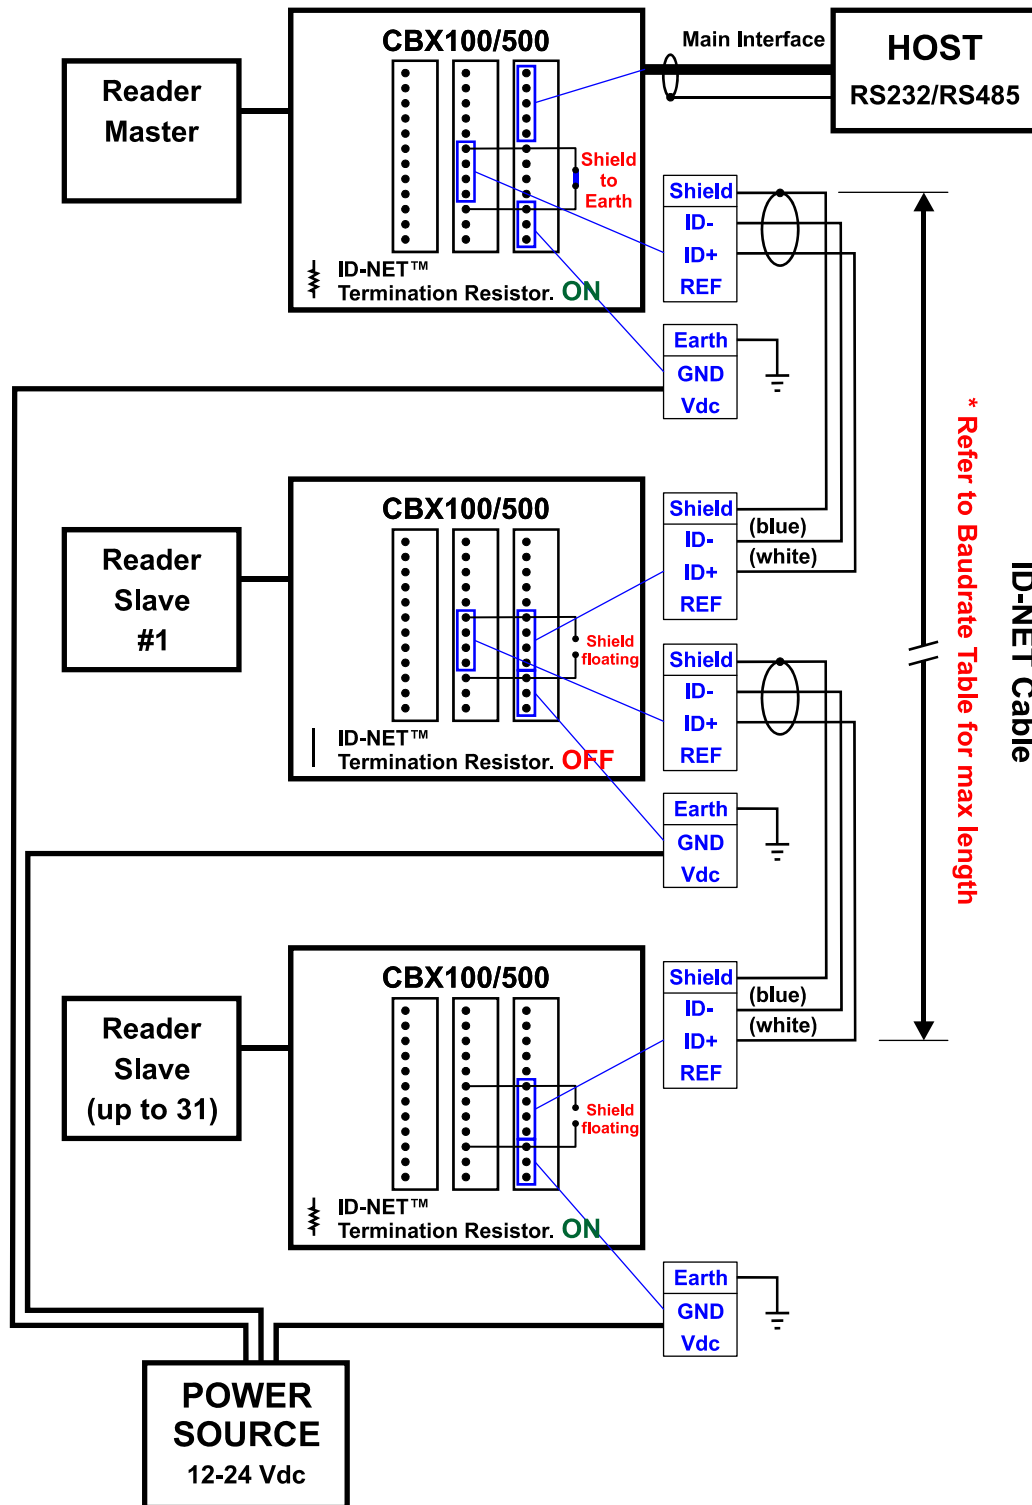 CBX100/500
Main Interface
HOST
RS232/RS485
Reader
Master
Shield
to
Earth
Shield
ID-
ID+
REF
ID-NET™
Termination Resistor. ON
Earth
GND
Vdc
CBX100/500
Reader
Slave
#1
Shield
floating
Shield
ID-
(blue)
ID+
(white)
REF
Shield
ID-
ID+
REF
ID-NET™
Termination Resistor. OFF
Earth
GND
Vdc
* Refer to Baudrate Table for max length
ID-NET Cable
CBX100/500
Reader
Slave
(up to 31)
Shield
floating
Shield
ID-
(blue)
ID+
(white)
REF
ID-NET™
Termination Resistor. ON
Earth
GND
Vdc
POWER
SOURCE
12-24 Vdc